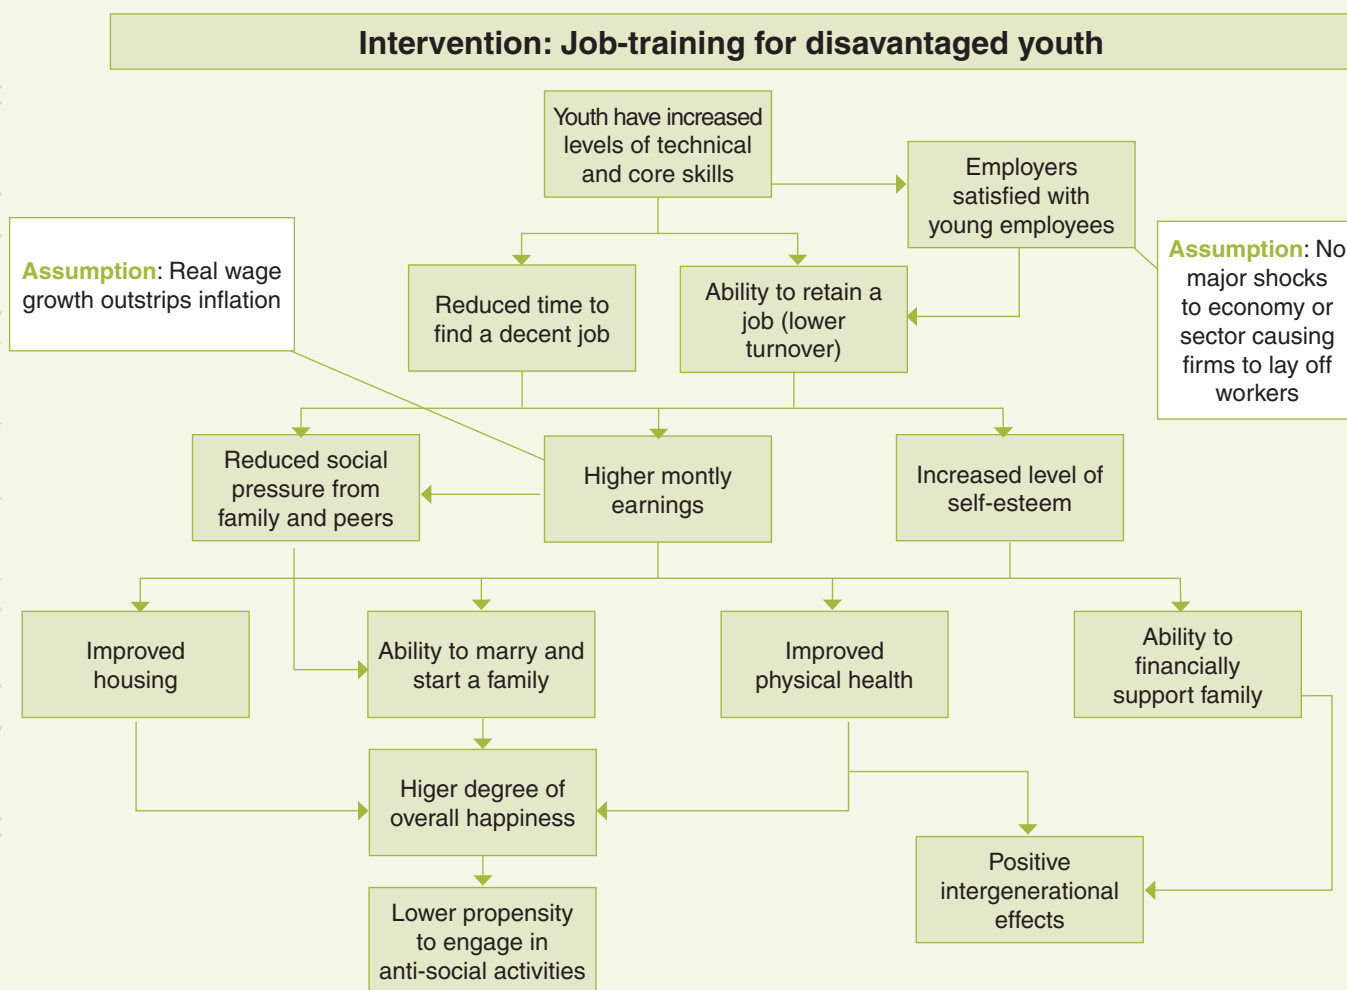 Intervention: Job-training for disavantaged youth
Youth have increased
levels of technical
and core skills
Employers
satisfied with
young employees
Assumption: Real wage
growth outstrips inflation
Assumption: No
major shocks
to economy or
sector causing
firms to lay off
workers
Reduced time to
find a decent job
Ability to retain a
job (lower
turnover)
Reduced social
pressure from
family and peers
Higher montly
earnings
Increased level of
self-esteem
Improved
housing
Ability to marry and
start a family
Improved
physical health
Ability to
financially
support family
Higer degree of
overall happiness
Positive
intergenerational
effects
Lower propensity
to engage in
anti-social activities